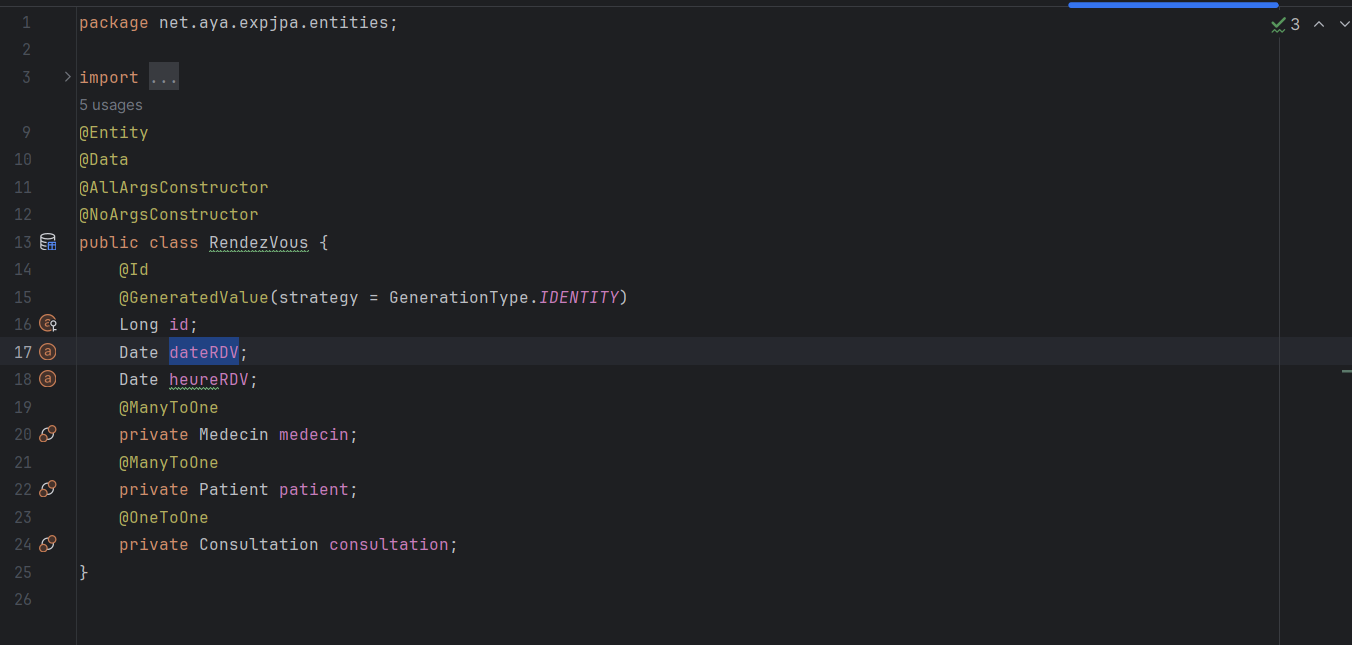 1 package net.aya.expjpa.entities;
3
2
3 import ...
5 usages
9 @Entity
10 @Data
11 @AllArgsConstructor
12 @NoArgsConstructor
13 public class RendezVous {
14 @Id
15 @GeneratedValue(strategy = GenerationType.IDENTITY)
16 Long id;
17 Date dateRDV;
18 Date heureRDV;
19 @ManyToOne
20 private Medecin medecin;
21 @ManyToOne
22 private Patient patient;
23 @OneToOne
24 private Consultation consultation;
25 }
26